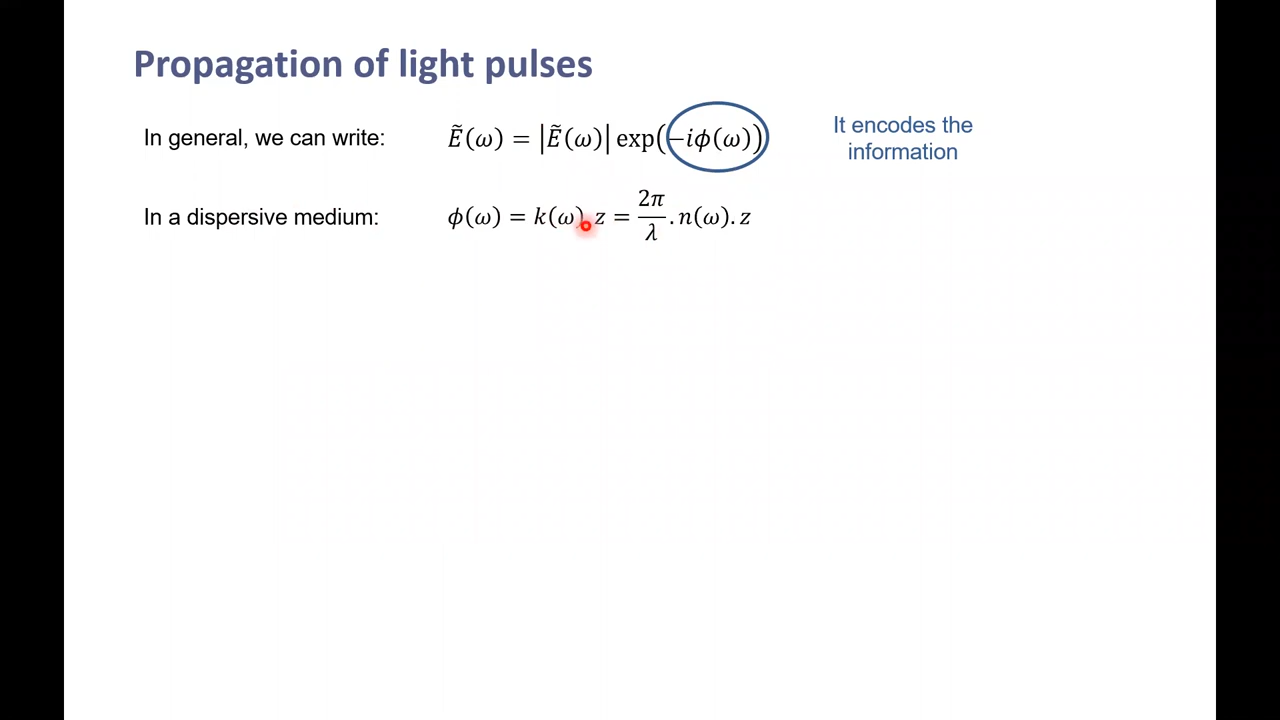 Propagation of light pulses
In general, we can write: Ẽ(ω) = |Ẽ(ω)| exp(−iϕ(ω)) It encodes the
information
In a dispersive medium: ϕ(ω) = k(ω).z = 2π/λ . n(ω). z